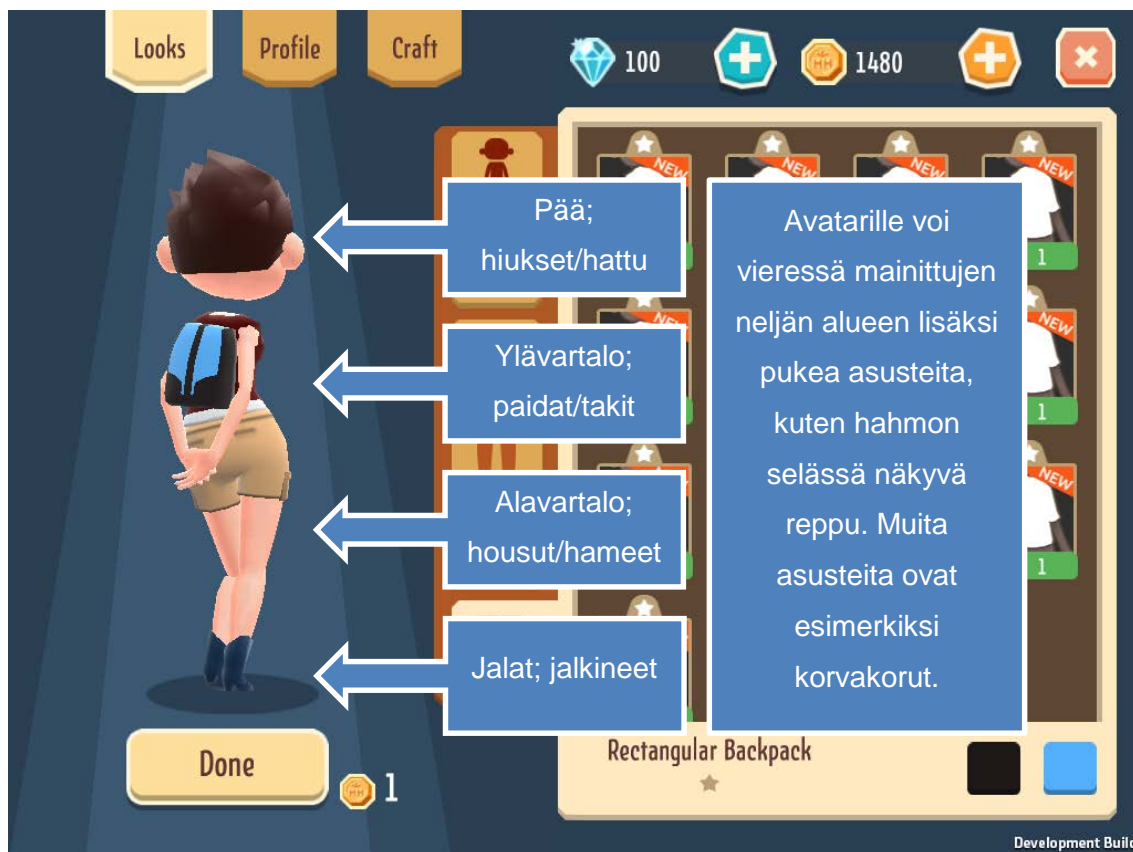 Looks
Profile
Craft
100
1480
NEW
NEW
NEW
NEW
Pää;
hiukset/hattu
1
Ylävartalo;
paidat/takit
NEW
NEW
1
Alavartalo;
housut/hameet
NEW
1
Jalat; jalkineet
Avatarille voi
vieressä mainittujen
neljän alueen lisäksi
pukea asusteita,
kuten hahmon
selässä näkyvä
reppu. Muita
asusteita ovat
esimerkiksi
korvakorut.
Done
1
Rectangular Backpack
Development Build